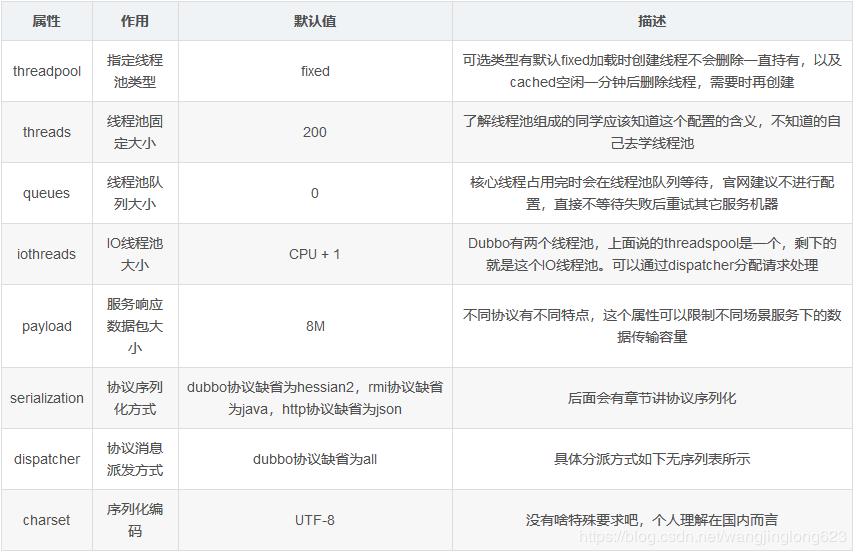 属性 作用 默认值 描述
threadpool 指定线程 fixed 可选类型有默认fixed加载时创建线程不会删除一直持有，以及
池类型 cached空闲一分钟后删除线程，需要时再创建
threads 线程池固 200 了解线程池组成的同学应该知道这个配置的含义，不知道的自
定大小 己去学线程池
queues 线程池队 0 核心线程占用完时会在线程池队列等待，官网建议不进行配
列大小 置，直接不等待失败后重试其它服务机器
iothreads IO线程池 CPU + 1 Dubbo有两个线程池，上面说的threadspool是一个，剩下的
大小 就是这个IO线程池。可以通过dispatcher分配请求处理
payload 服务响应 8M 不同协议有不同特点，这个属性可以限制不同场景服务下的数
数据包大 据传输容量
小
serialization 协议序列 dubbo协议缺省为hessian2，rmi协议缺省 后面会有章节讲协议序列化
化方式 为java，http协议缺省为json
dispatcher 协议消息 dubbo协议缺省为all 具体分派方式如下无序列表所示
派发方式
charset 序列化编 UTF-8 没有啥特殊要求吧，个人理解在国内而言
码
https://blog.csdn.net/wangjinglong623